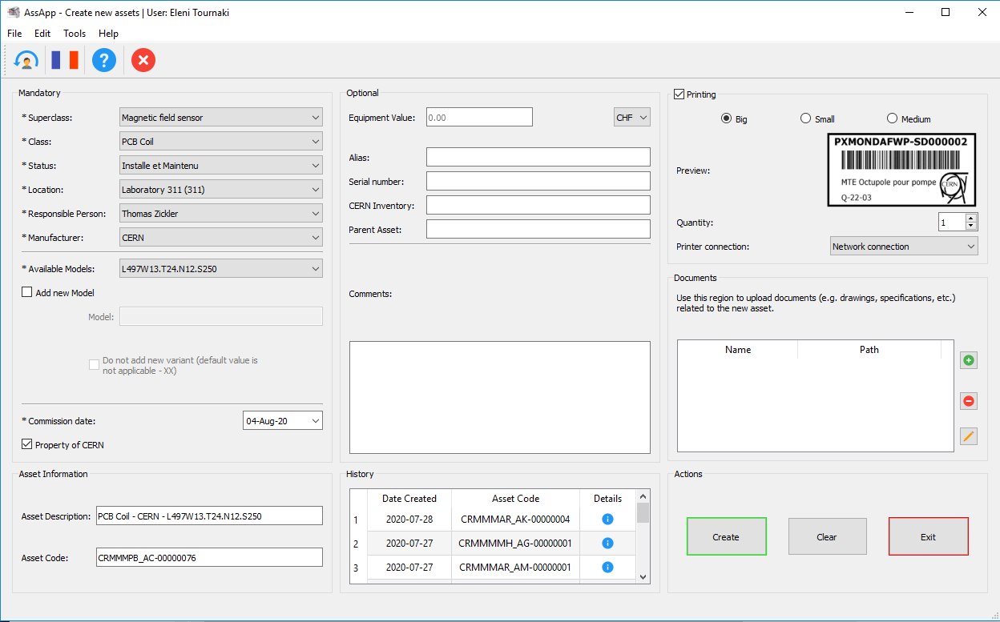 AssApp - Create new assets | User: Eleni Tournaki
File Edit Tools Help
?
Mandatory
* Superclass: Magnetic field sensor
* Class: PCB Coil
* Status: Installe et Maintenu
* Location: Laboratory 311 (311)
* Responsible Person: Thomas Zickler
* Manufacturer: CERN
* Available Models: L497W13.T24.N12.S250
Add new Model
Model:
Do not add new variant (default value is
not applicable - XX)
* Commission date: 04-Aug-20
Property of CERN
Optional
Equipment Value: 0.00 CHF
Alias:
Serial number:
CERN Inventory:
Parent Asset:
Comments:
Printing
Big Small Medium
Preview:
PXMONDAFWP-SD000002
MTE Octupole pour pompe
CERN
Q-22-03
Quantity: 1
Printer connection: Network connection
Documents
Use this region to upload documents (e.g. drawings, specifications, etc.)
related to the new asset.
Name Path
Asset Information
Asset Description: PCB Coil - CERN - L497W13.T24.N12.S250
Asset Code: CRMMMPB_AC-00000076
History
Date Created Asset Code Details
1 2020-07-28 CRMMMAR_AK-00000004 i
2 2020-07-27 CRMMMMH_AG-00000001 i
3 2020-07-27 CRMMMAR_AM-00000001 i
Actions
Create Clear Exit